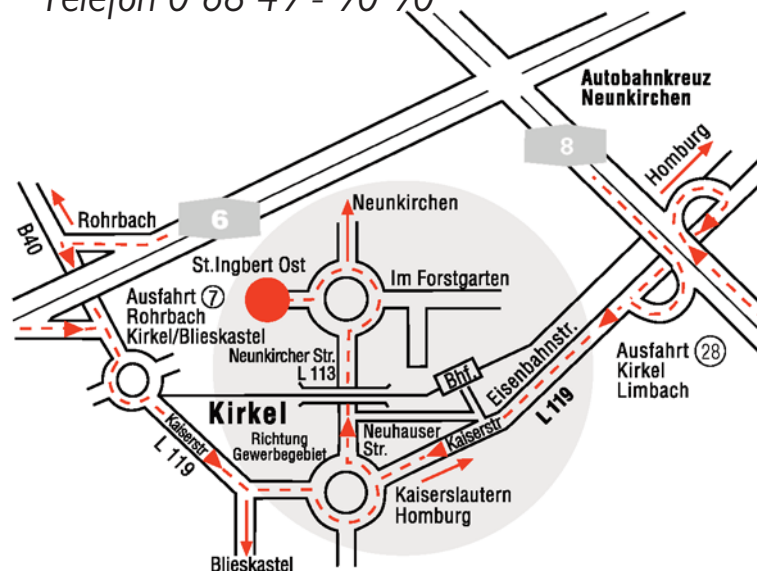 Telefon 0 68 49 - 90 90
Autobahnkreuz
Neunkirchen
8
Homburg
6
Rohrbach
B40
Neunkirchen
St.Ingbert Ost
Im Forstgarten
Ausfahrt 7
Rohrbach
Kirkel/Blieskastel
Neunkircher Str.
L 113
Bhf.
Eisenbahnstr.
Ausfahrt 28
Kirkel
Limbach
L 119
Kirkel
Kaiserstr
L 119
Richtung
Gewerbegebiet
Neuhauser
Str.
Kaiserstr
Kaiserslautern
Homburg
Blieskastel